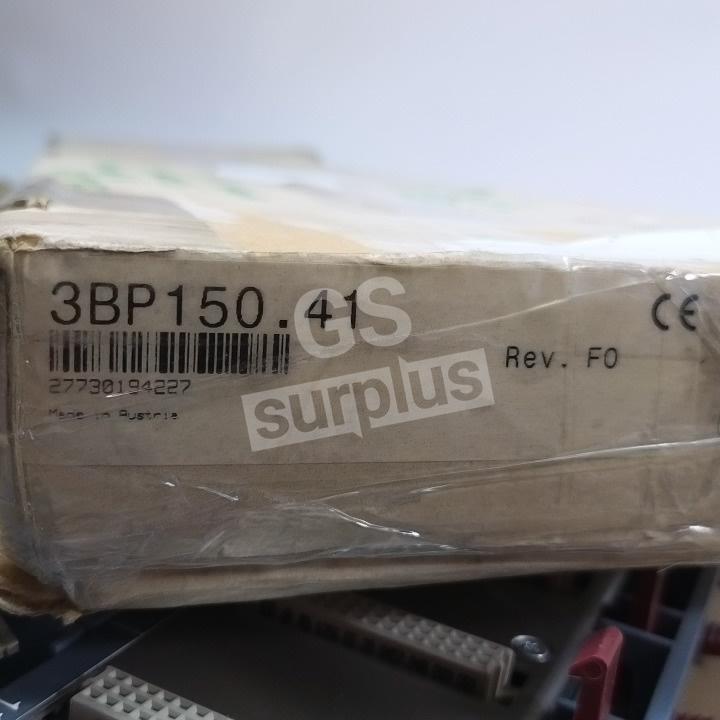 3BP150.41
CE
Rev. F0
27730194227
Made in Austria
GS
surplus